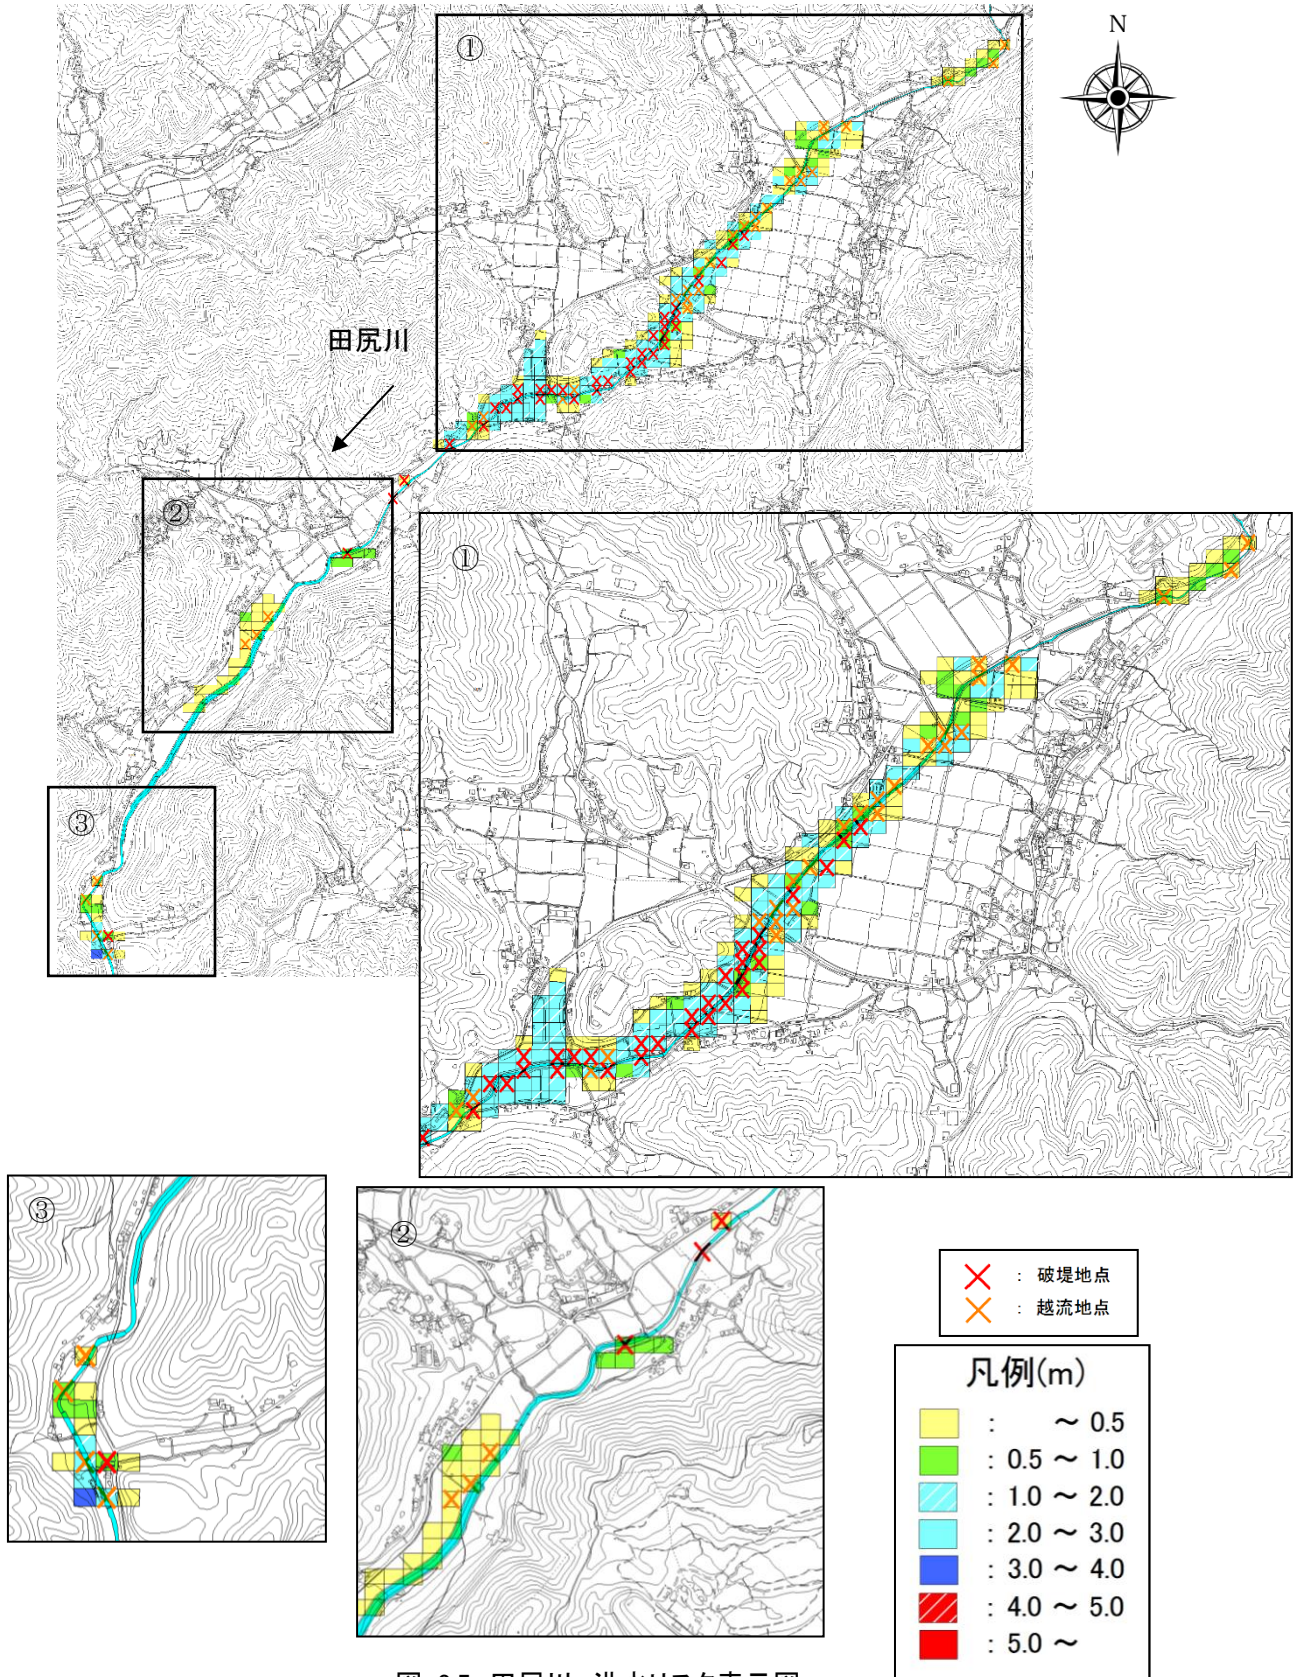 ①
N
田尻川
②
①
③
③
②
： 破堤地点
： 越流地点
凡例(m)
： ～ 0.5
： 0.5 ～ 1.0
： 1.0 ～ 2.0
： 2.0 ～ 3.0
： 3.0 ～ 4.0
： 4.0 ～ 5.0
： 5.0 ～